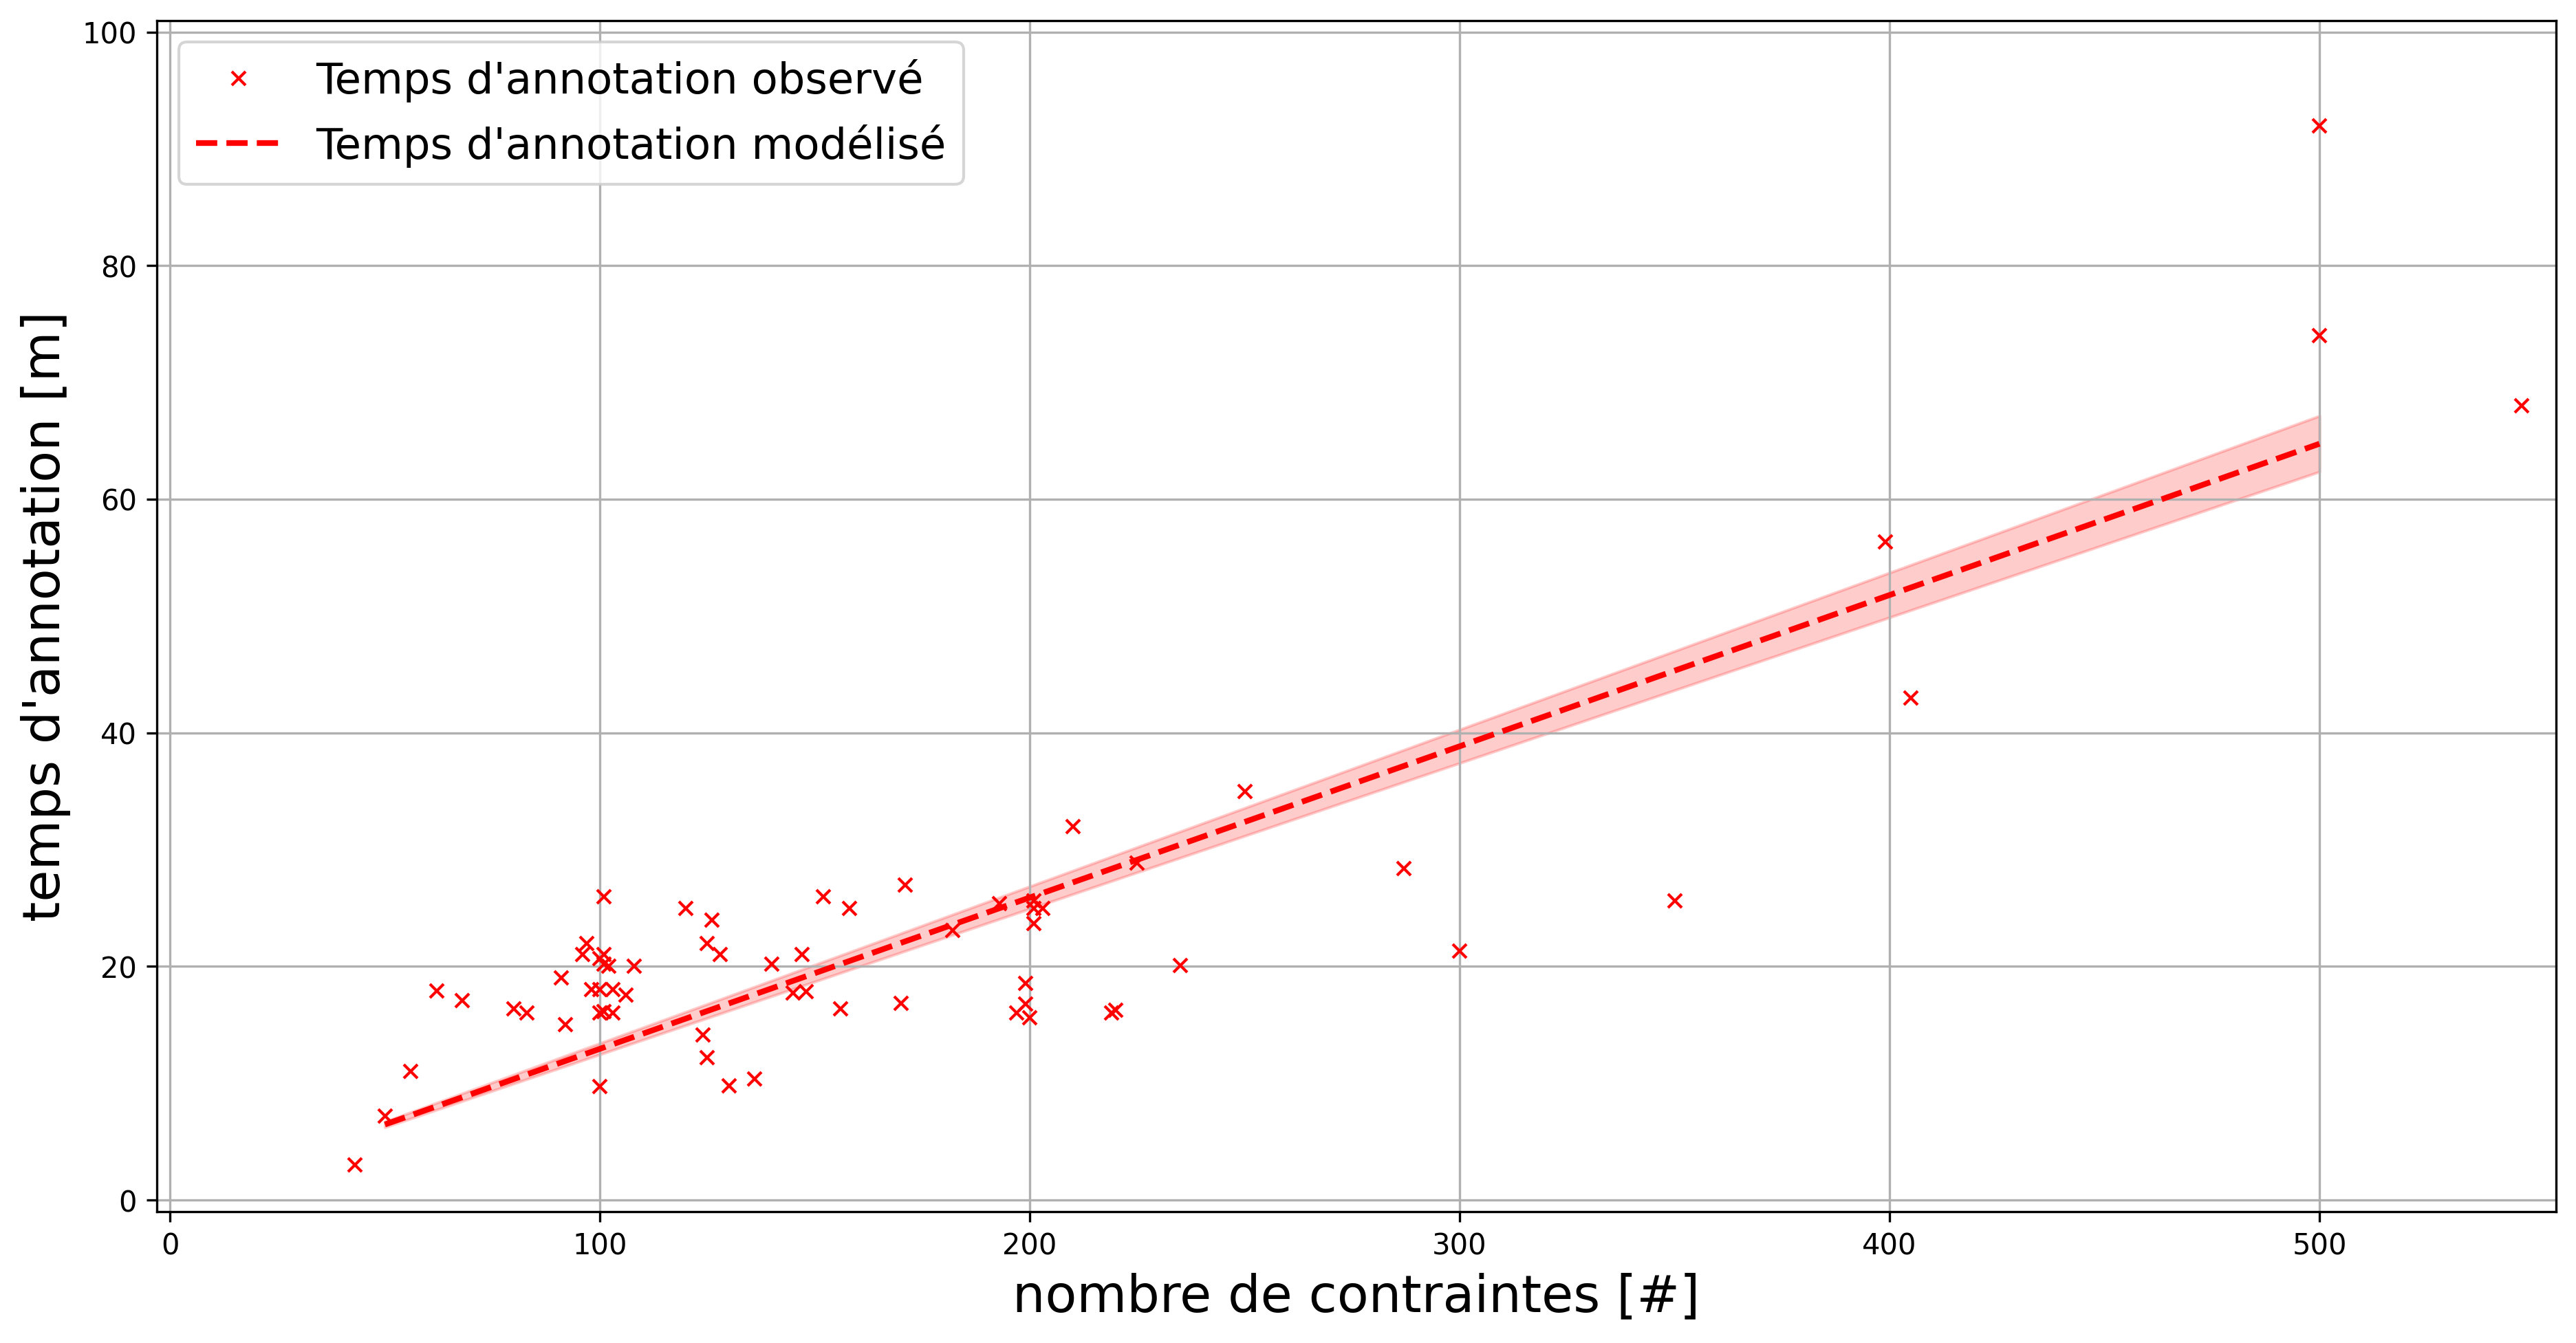 Temps d'annotation observé
Temps d'annotation modélisé
temps d'annotation [m]
100
80
60
40
20
0
0 100 200 300 400 500
nombre de contraintes [#]